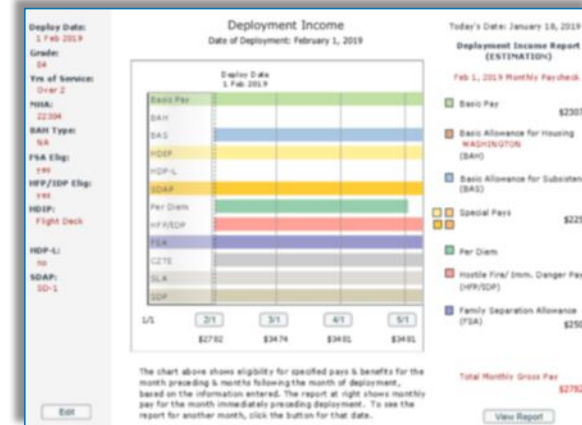 Deploy Date:
1 Feb 2019
Grade:
04
Yrs of Service:
Over 2
MHA:
22304
BAH Type:
NA
FSA Elig:
yes
HFP/IDP Elig:
yes
HDIP:
Flight Deck
HDP-L:
no
SDAP:
SD-1
Edit
Deployment Income
Date of Deployment: February 1, 2019
Deploy Date
1 Feb 2019
Basic Pay
BAH
BAS
HDIP
HDP-L
SDAP
Per Diem
HFP/IDP
FSA
CZTE
SLA
SDP
1/1 2/1 3/1 4/1 5/1
$2782 $3474 $3481 $3481
The chart above shows eligibility for specified pays & benefits for the
month preceding & months following the month of deployment,
based on the information entered. The report at right shows monthly
pay for the month immediately preceding deployment. To see the
report for another month, click the button for that date.
Today's Date: January 18, 2019
Deployment Income Report
(ESTIMATION)
Feb 1, 2019 Monthly Paycheck
Basic Pay
$2307
Basic Allowance for Housing
WASHINGTON
(BAH)
Basic Allowance for Subsisten
(BAS)
Special Pays
$225
Per Diem
Hostile Fire/ Imm. Danger Pay
(HFP/IDP)
Family Separation Allowance
(FSA)
$250
Total Monthly Gross Pay
$2782
View Report